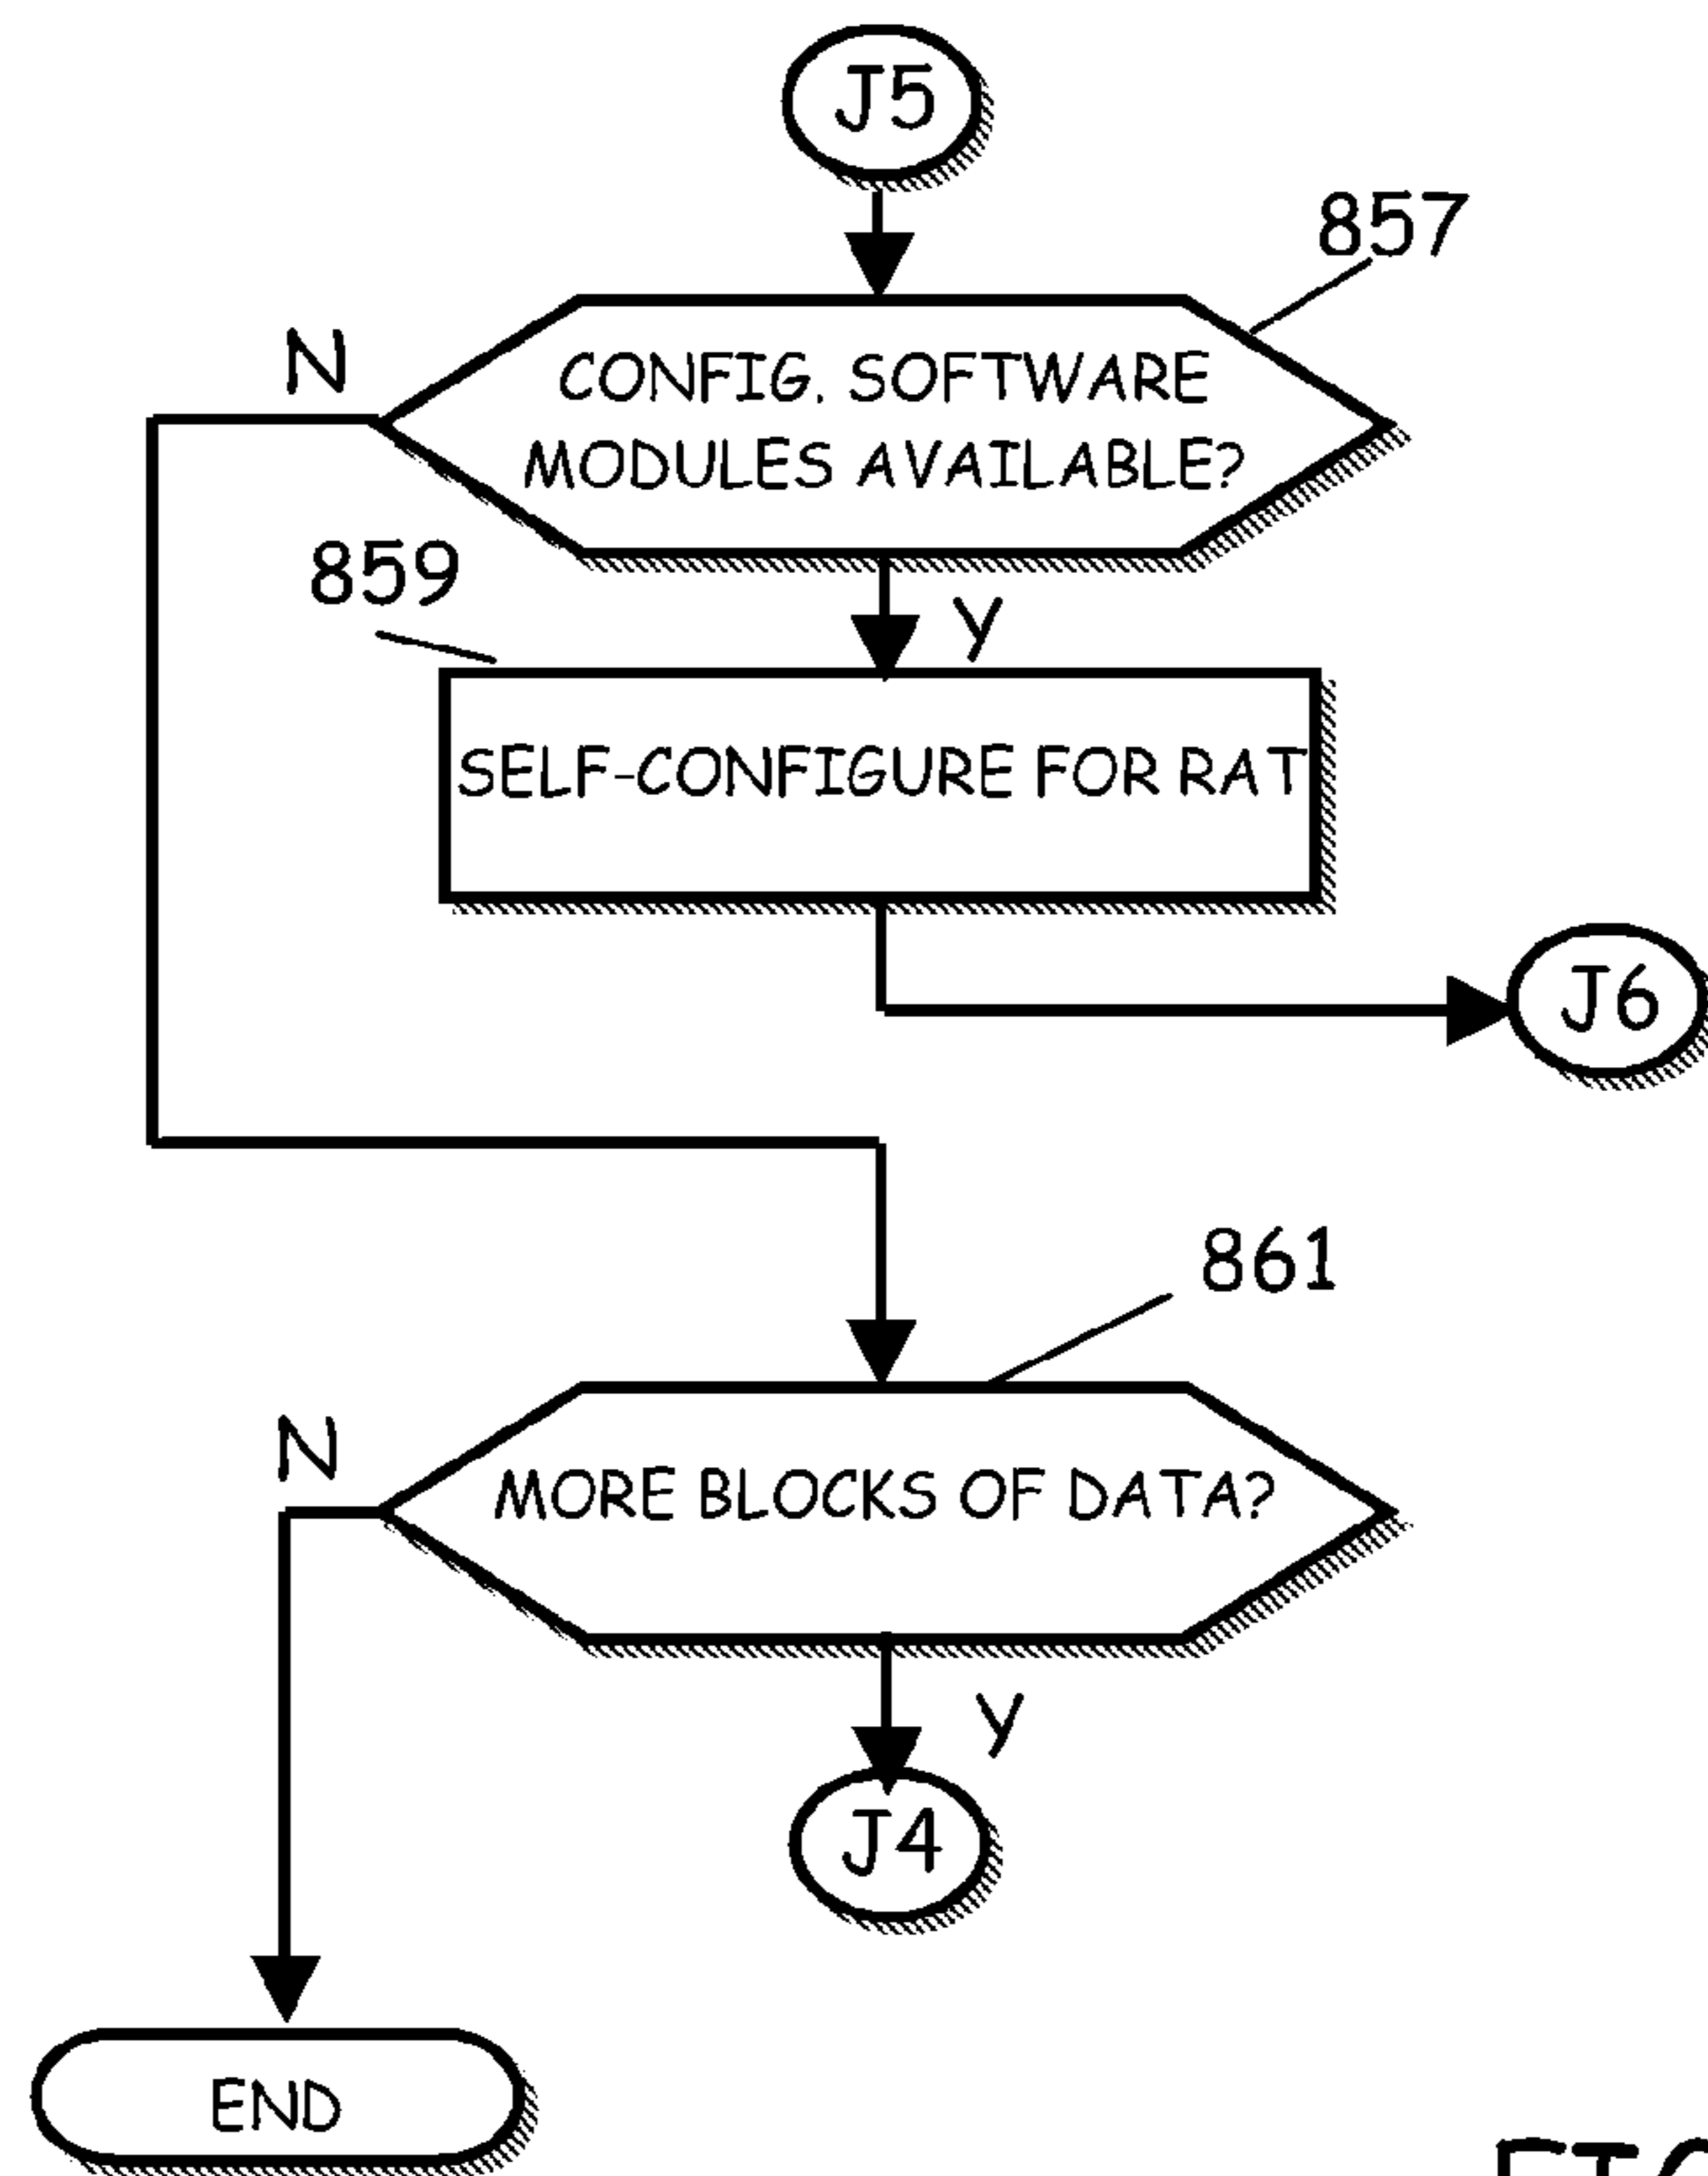 J5
857
N
CONFIG. SOFTWARE
MODULES AVAILABLE?
859
Y
SELF-CONFIGURE FOR RAT
J6
861
N
MORE BLOCKS OF DATA?
Y
J4
END